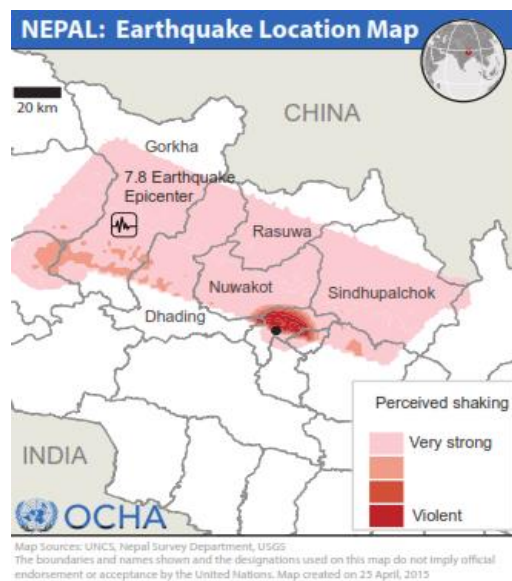 NEPAL: Earthquake Location Map
20 km
CHINA
Gorkha
7.8 Earthquake
Epicenter
Rasuwa
Nuwakot
Sindhupalchok
Dhading
Perceived shaking
Very strong
Violent
INDIA
OCHA
Map Sources: UNCS, Nepal Survey Department, USGS
The boundaries and names shown and the designations used on this map do not imply official
endorsement or acceptance by the United Nations. Map created on 25 April, 2015